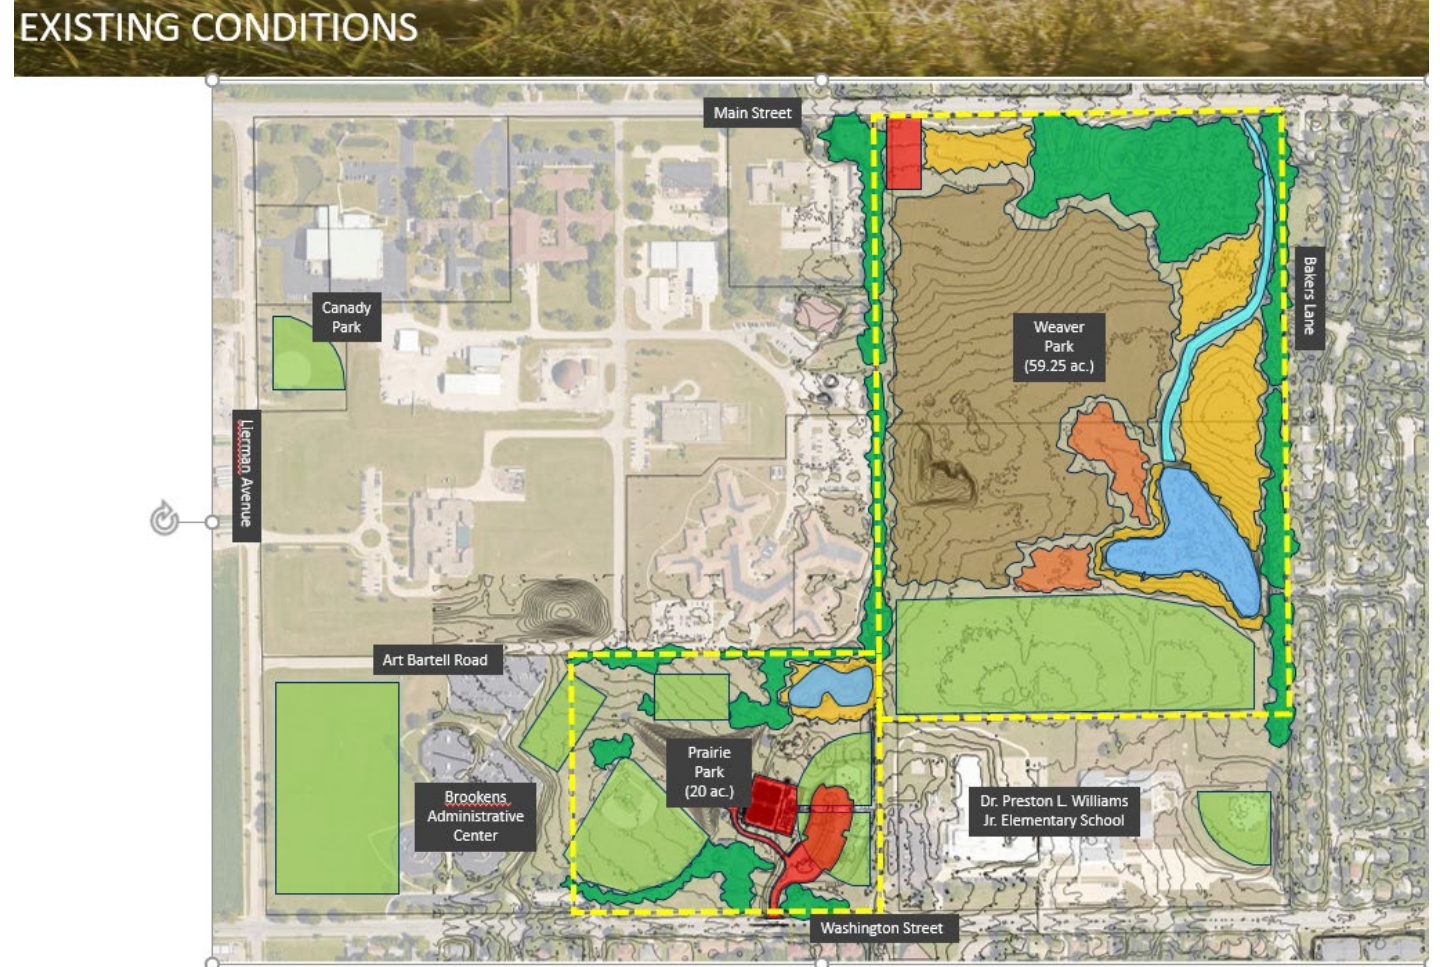 EXISTING CONDITIONS
Main Street
Canady
Park
Weaver
Park
(59.25 ac.)
Bakers Lane
Lierman Avenue
Art Bartell Road
Prairie
Park
(20 ac.)
Brookens
Administrative
Center
Dr. Preston L. Williams
Jr. Elementary School
Washington Street